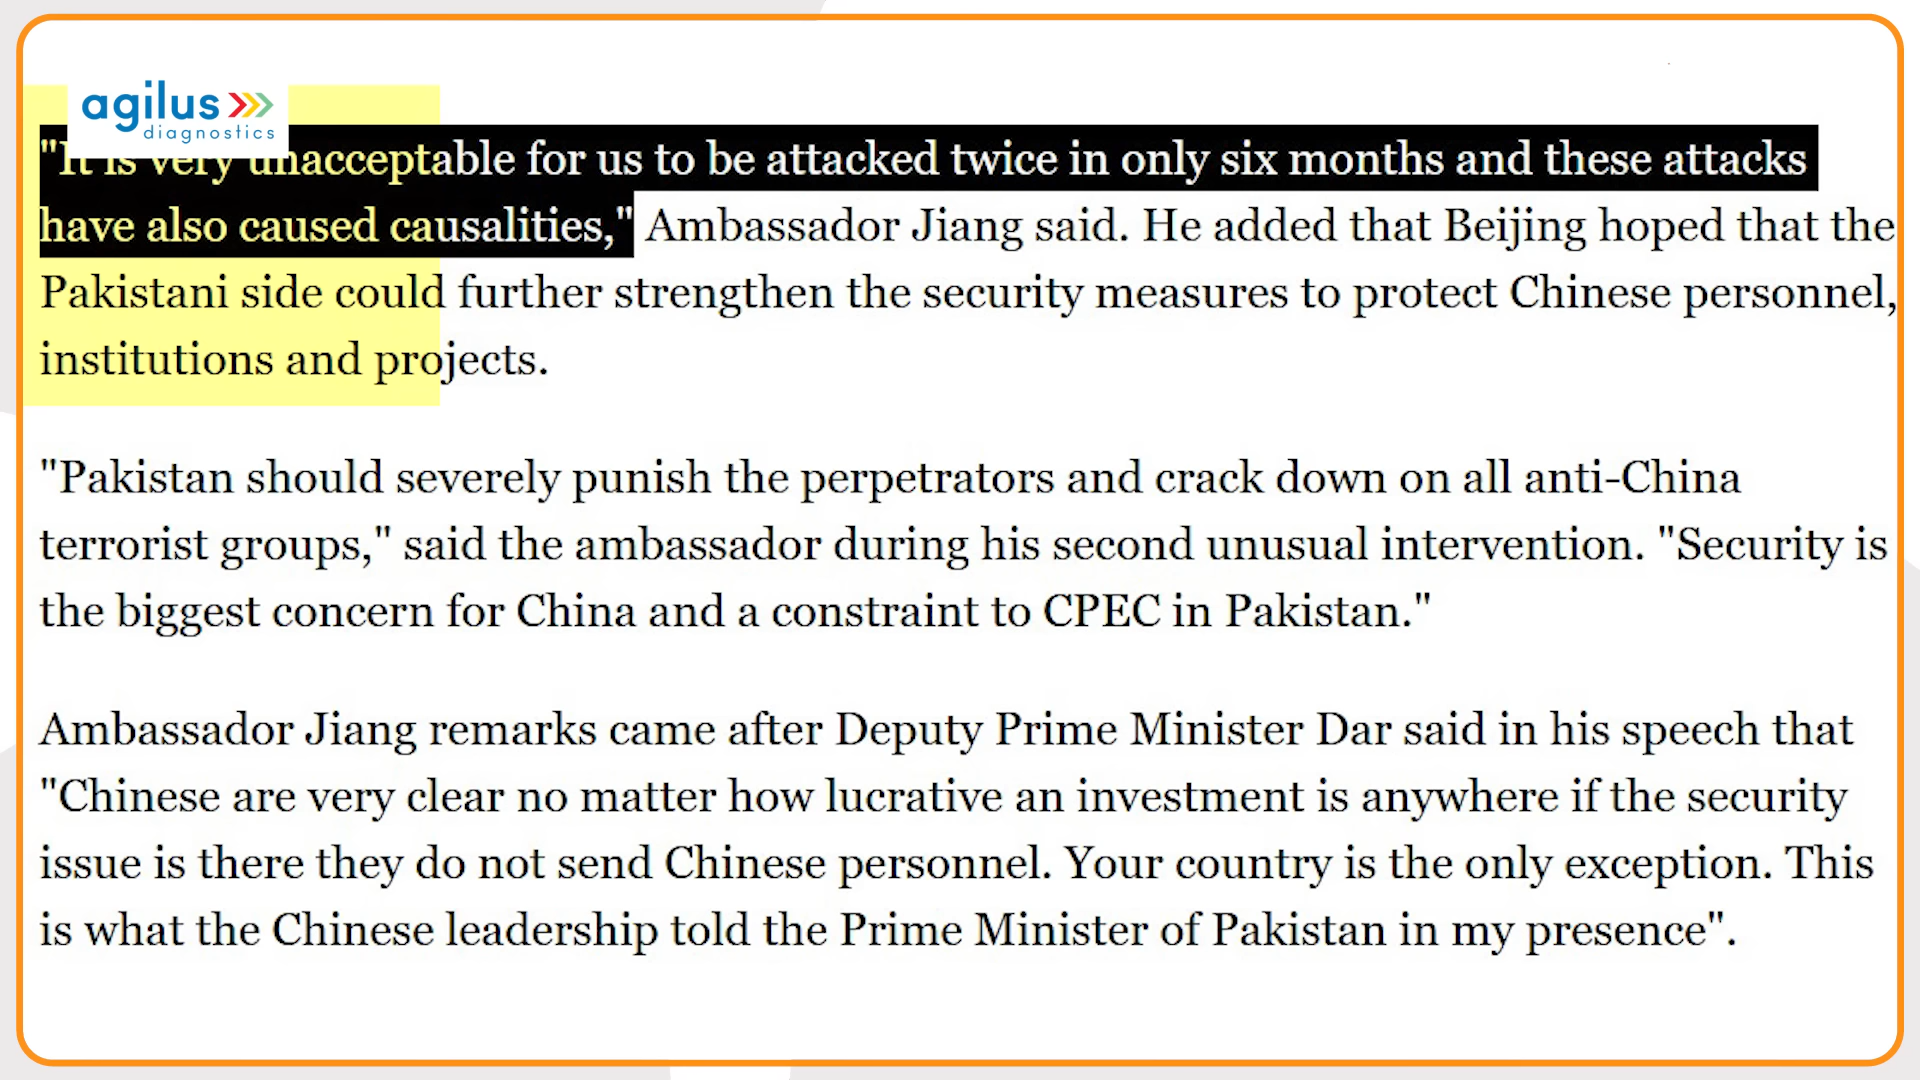 agilus
diagnostics
"It is very unacceptable for us to be attacked twice in only six months and these attacks
have also caused causalities," Ambassador Jiang said. He added that Beijing hoped that the
Pakistani side could further strengthen the security measures to protect Chinese personnel,
institutions and projects.
"Pakistan should severely punish the perpetrators and crack down on all anti-China
terrorist groups," said the ambassador during his second unusual intervention. "Security is
the biggest concern for China and a constraint to CPEC in Pakistan."
Ambassador Jiang remarks came after Deputy Prime Minister Dar said in his speech that
"Chinese are very clear no matter how lucrative an investment is anywhere if the security
issue is there they do not send Chinese personnel. Your country is the only exception. This
is what the Chinese leadership told the Prime Minister of Pakistan in my presence".